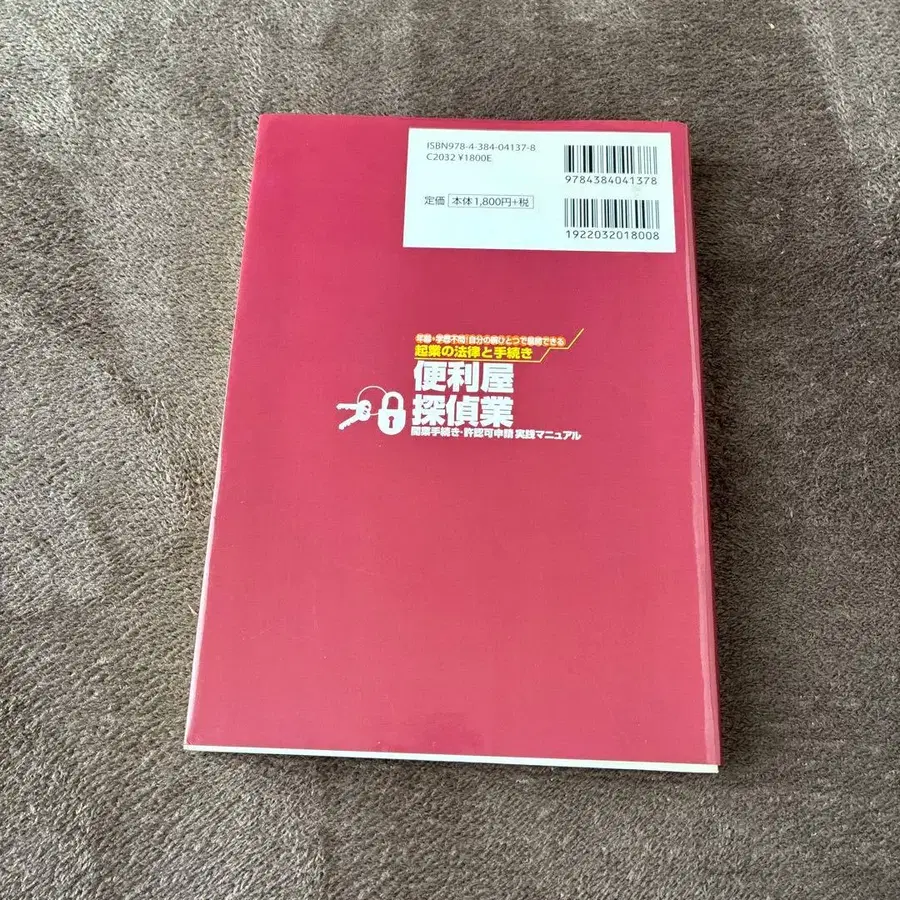 ISBN978-4-384-04137-8
C2032 ¥1800E
9784384041378
定価 本体1,800円+税
1922032018008
年齢・学歴不問!自分の腕ひとつで独立できる
起業の法律と手続き
便利屋
探偵業
開業手続き・許認可申請 実践マニュアル